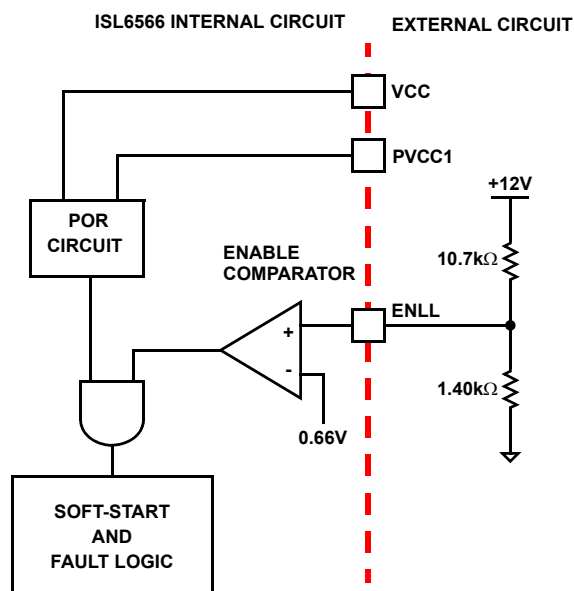 ISL6566 INTERNAL CIRCUIT
EXTERNAL CIRCUIT
VCC
PVCC1
+12V
POR
CIRCUIT
10.7kΩ
ENABLE
COMPARATOR
ENLL
+
-
1.40kΩ
0.66V
SOFT-START
AND
FAULT LOGIC